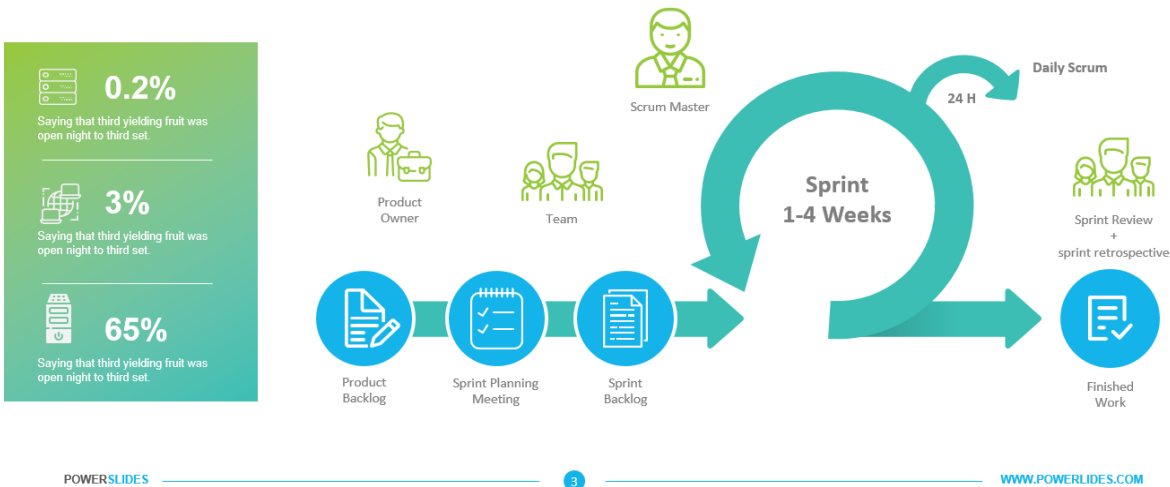 0.2%
Saying that third yielding fruit was
open night to third set.
3%
Saying that third yielding fruit was
open night to third set.
65%
Saying that third yielding fruit was
open night to third set.
Product
Owner
Team
Scrum Master
Daily Scrum
24 H
Sprint
1-4 Weeks
Sprint Review
+
sprint retrospective
Product
Backlog
Sprint Planning
Meeting
Sprint
Backlog
Finished
Work
POWERSLIDES
3
WWW.POWERLIDES.COM